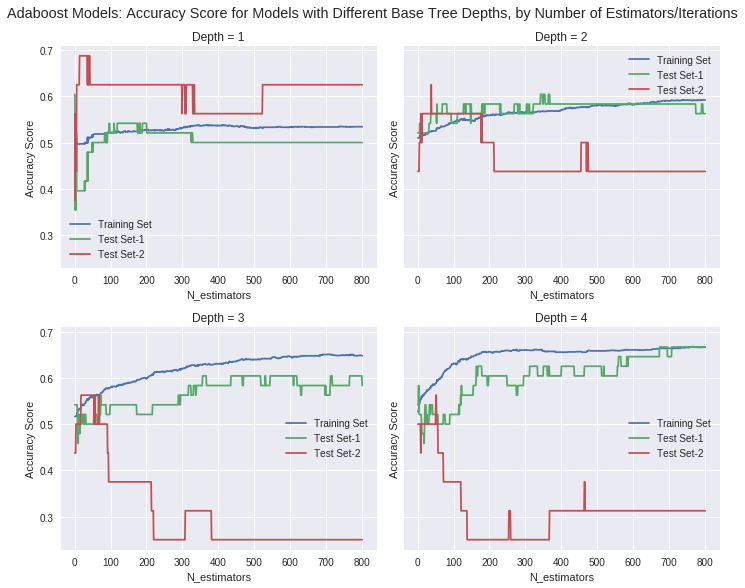 Adaboost Models: Accuracy Score for Models with Different Base Tree Depths, by Number of Estimators/Iterations
Depth = 1
0.7
0.6
0.5
0.4
0.3
Accuracy Score
Training Set
Test Set-1
Test Set-2
0 100 200 300 400 500 600 700 800
N_estimators
Depth = 2
Accuracy Score
Training Set
Test Set-1
Test Set-2
0 100 200 300 400 500 600 700 800
N_estimators
Depth = 3
0.7
0.6
0.5
0.4
0.3
Accuracy Score
Training Set
Test Set-1
Test Set-2
0 100 200 300 400 500 600 700 800
N_estimators
Depth = 4
Accuracy Score
Training Set
Test Set-1
Test Set-2
0 100 200 300 400 500 600 700 800
N_estimators